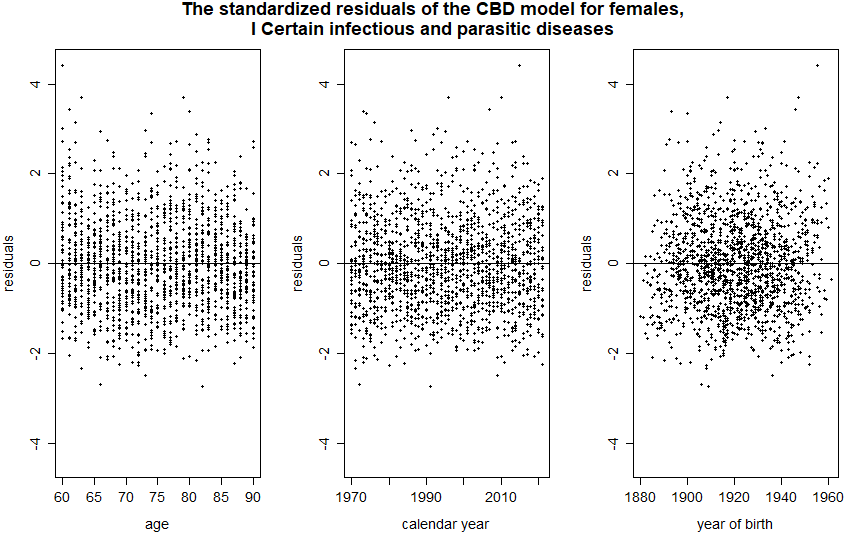 The standardized residuals of the CBD model for females,
I Certain infectious and parasitic diseases
residuals
4
2
0
-2
-4
60 65 70 75 80 85 90
age
residuals
4
2
0
-2
-4
1970 1990 2010
calendar year
residuals
4
2
0
-2
-4
1880 1900 1920 1940 1960
year of birth